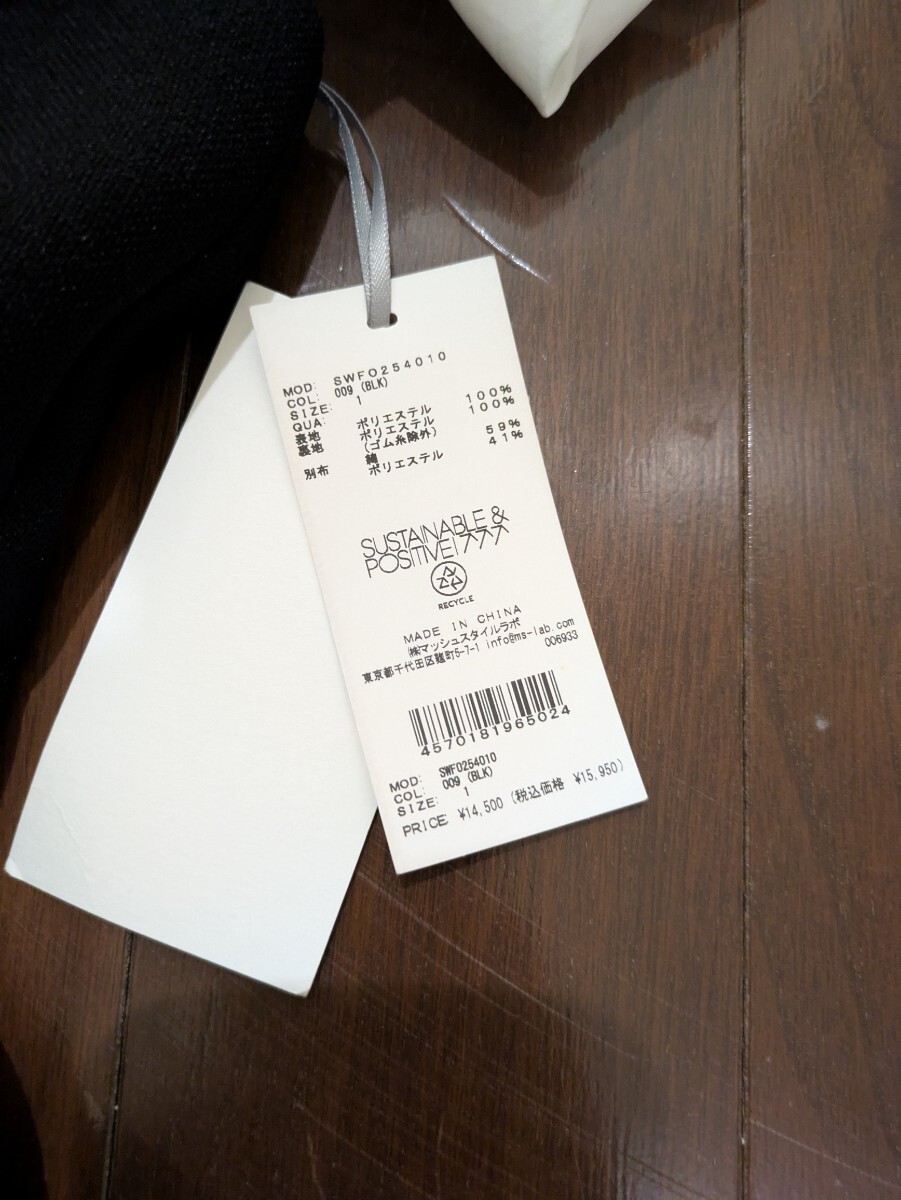 MOD: SWFO254010
COL: 009 (BLK)
SIZE: 1
QUA:
表地 ポリエステル 100%
裏地 ポリエステル 100%
(ゴム糸除外)
別布 綿 59%
ポリエステル 41%
SUSTAINABLE &
POSITIVE!
RECYCLE
MADE IN CHINA
㈱マッシュスタイルラボ
東京都千代田区麹町5-7-1 info@ms-lab.com
006933
4570181965024
MOD: SWFO254010
COL: 009 (BLK)
SIZE: 1
PRICE: ¥14,500 (税込価格 ¥15,950)